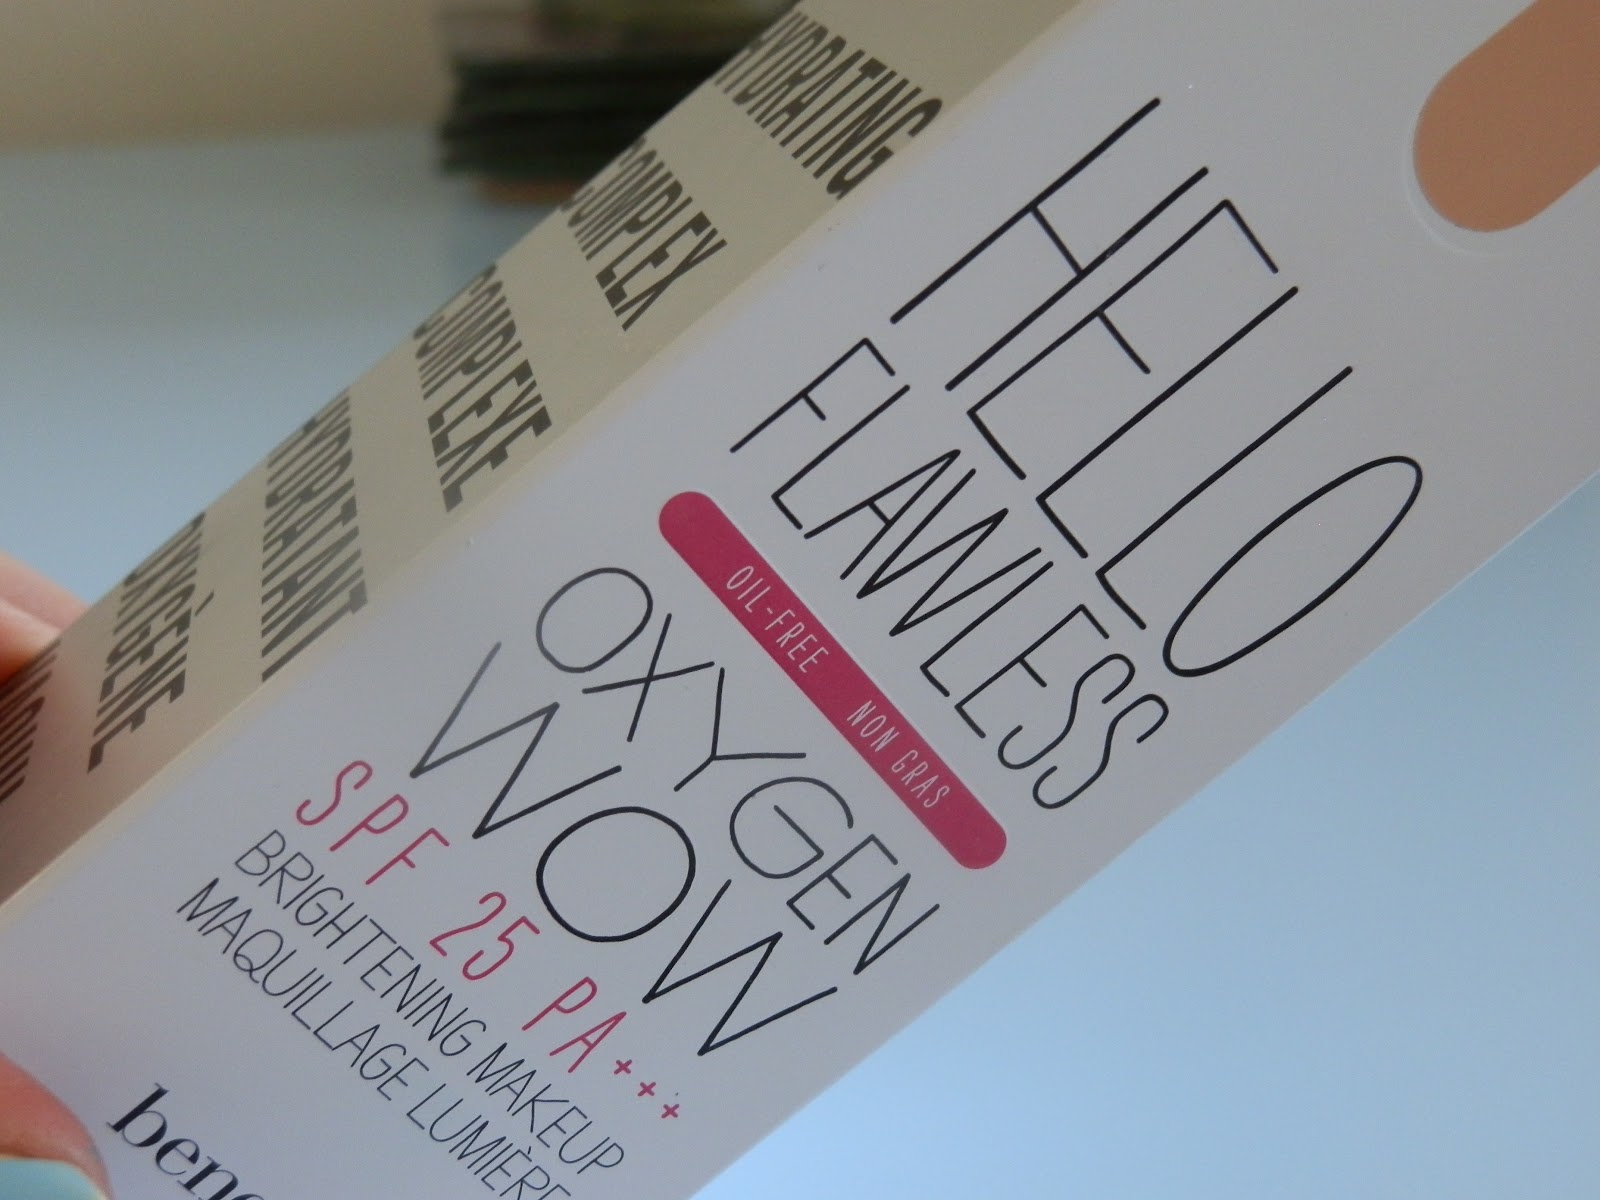 HELLO
FLAWLESS
OIL-FREE NON GRAS
OXYGEN
WOW
SPF 25 PA+++
BRIGHTENING MAKEUP
MAQUILLAGE LUMIÈRE
HYDRATING
COMPLEX
COMPLEXE
HYDRATANT
OXYGÈNE